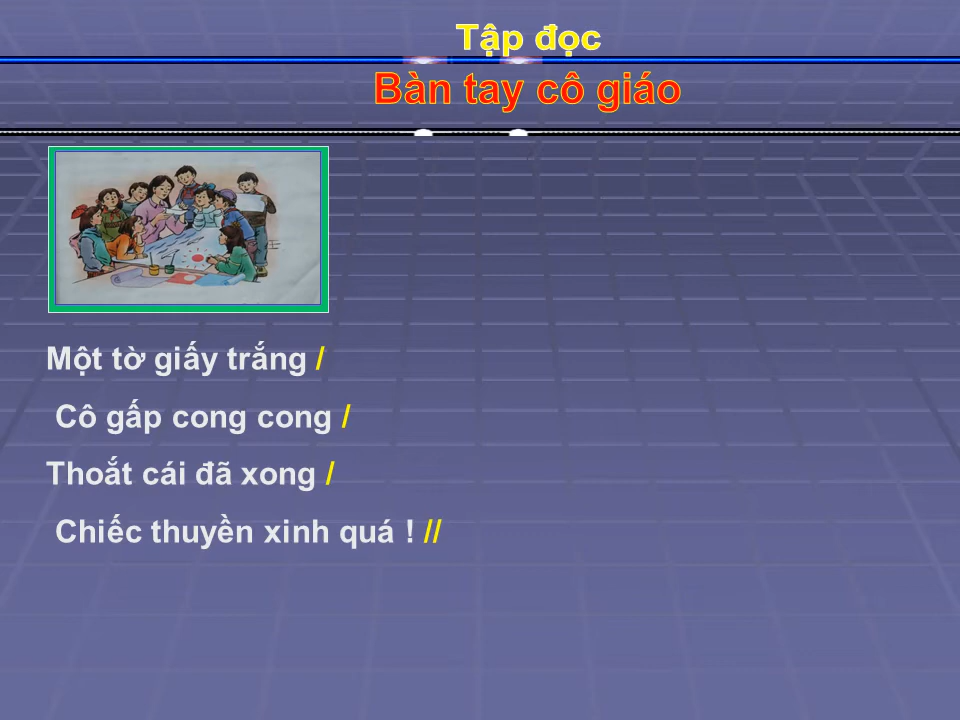 Tập đọc
Bàn tay cô giáo
Một tờ giấy trắng /
Cô gấp cong cong /
Thoắt cái đã xong /
Chiếc thuyền xinh quá ! //